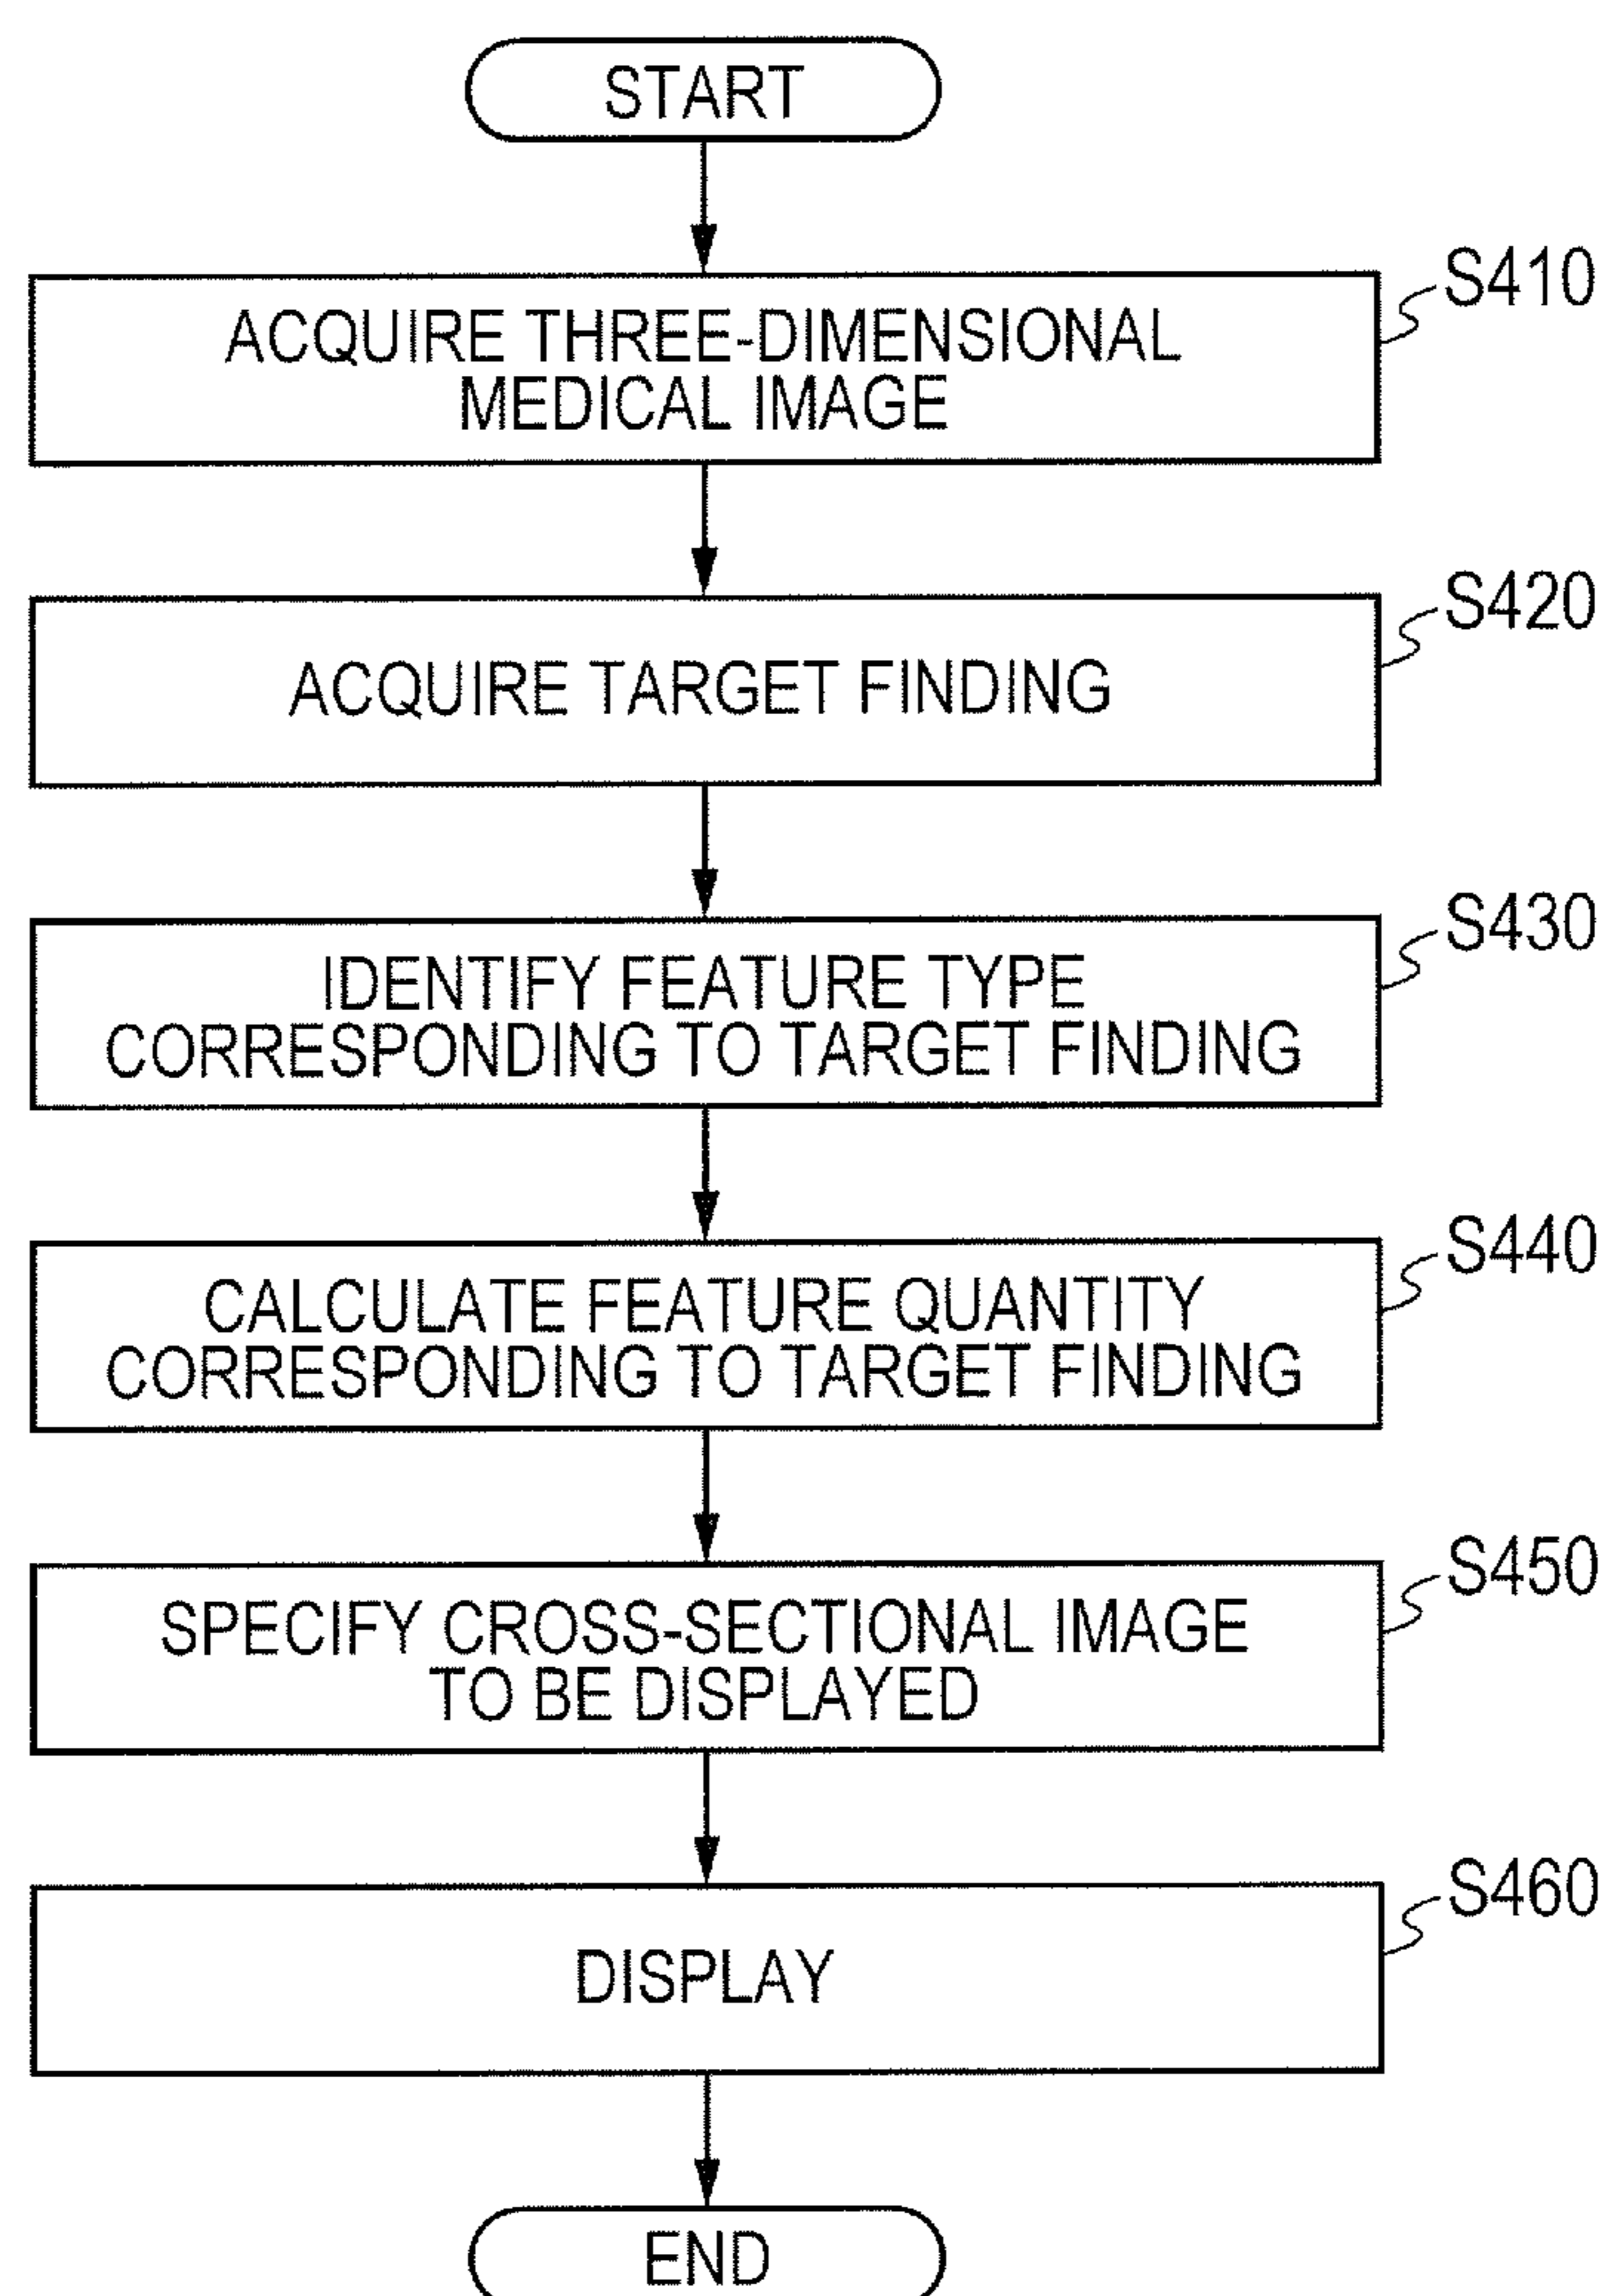 START
S410
ACQUIRE THREE-DIMENSIONAL
MEDICAL IMAGE
S420
ACQUIRE TARGET FINDING
S430
IDENTIFY FEATURE TYPE
CORRESPONDING TO TARGET FINDING
S440
CALCULATE FEATURE QUANTITY
CORRESPONDING TO TARGET FINDING
S450
SPECIFY CROSS-SECTIONAL IMAGE
TO BE DISPLAYED
S460
DISPLAY
END